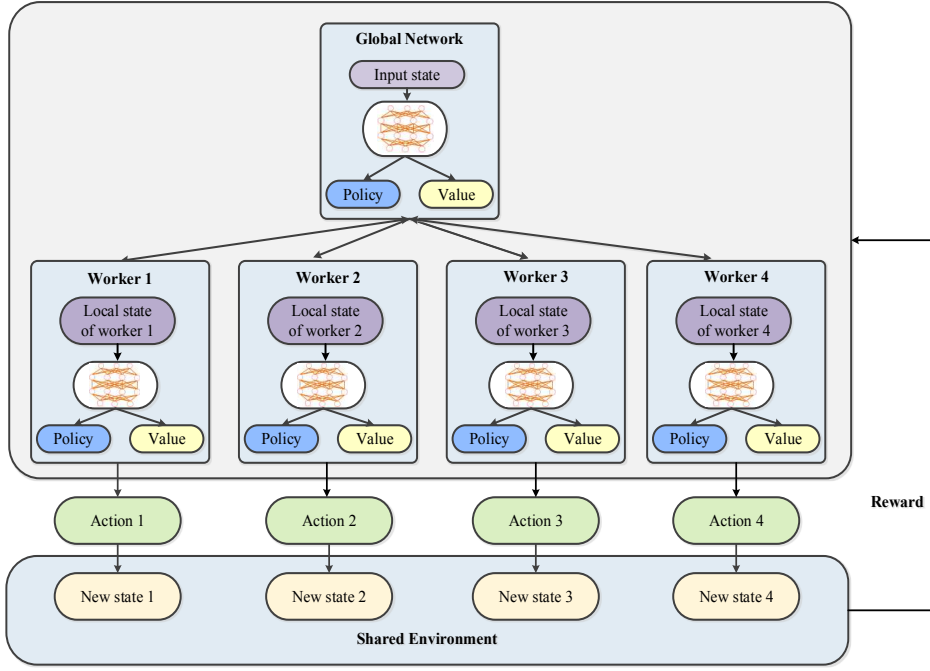 Global Network
Input state
Policy
Value
Worker 1
Worker 2
Worker 3
Worker 4
Local state
of worker 1
Local state
of worker 2
Local state
of worker 3
Local state
of worker 4
Policy
Value
Policy
Value
Policy
Value
Policy
Value
Action 1
Action 2
Action 3
Action 4
Reward
New state 1
New state 2
New state 3
New state 4
Shared Environment